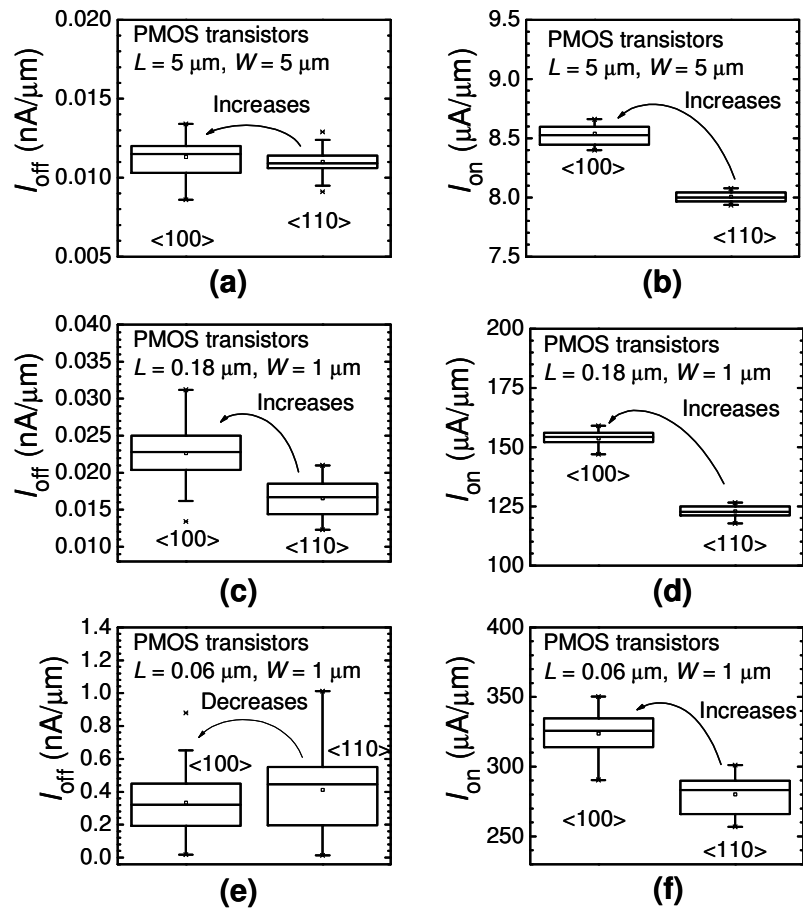 PMOS transistors
L = 5 μm, W = 5 μm
Increases
<100>
<110>
0.020
0.015
0.010
0.005
I_off (nA/μm)
(a)
PMOS transistors
L = 5 μm, W = 5 μm
Increases
<100>
<110>
9.5
9.0
8.5
8.0
7.5
I_on (μA/μm)
(b)
PMOS transistors
L = 0.18 μm, W = 1 μm
Increases
<100>
<110>
0.040
0.035
0.030
0.025
0.020
0.015
0.010
I_off (nA/μm)
(c)
PMOS transistors
L = 0.18 μm, W = 1 μm
Increases
<100>
<110>
200
175
150
125
100
I_on (μA/μm)
(d)
PMOS transistors
L = 0.06 μm, W = 1 μm
Decreases
<100>
<110>
1.4
1.2
1.0
0.8
0.6
0.4
0.2
0.0
I_off (nA/μm)
(e)
PMOS transistors
L = 0.06 μm, W = 1 μm
Increases
<100>
<110>
400
350
300
250
I_on (μA/μm)
(f)